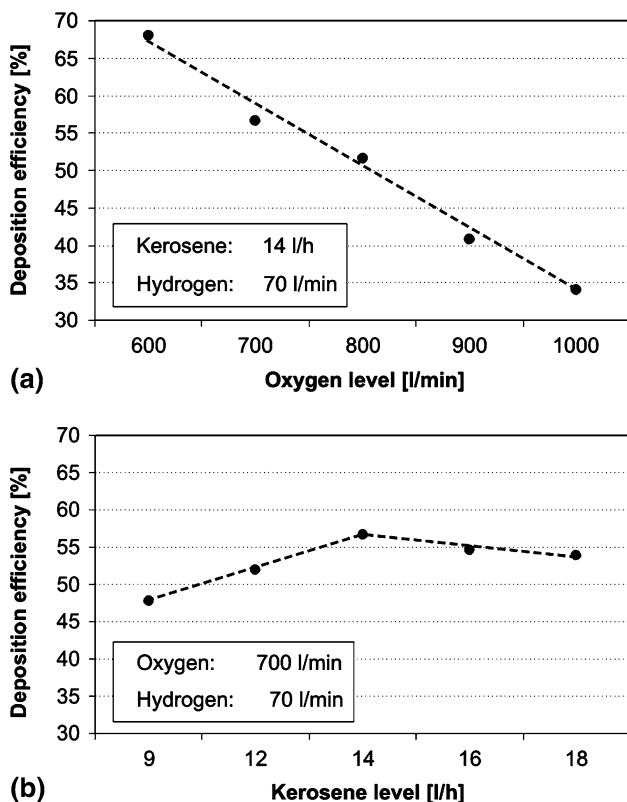 70
65
60
55
50
45
40
35
30
Deposition efficiency [%]
Kerosene: 14 l/h
Hydrogen: 70 l/min
600 700 800 900 1000
(a) Oxygen level [l/min]
70
65
60
55
50
45
40
35
30
Deposition efficiency [%]
Oxygen: 700 l/min
Hydrogen: 70 l/min
9 12 14 16 18
(b) Kerosene level [l/h]